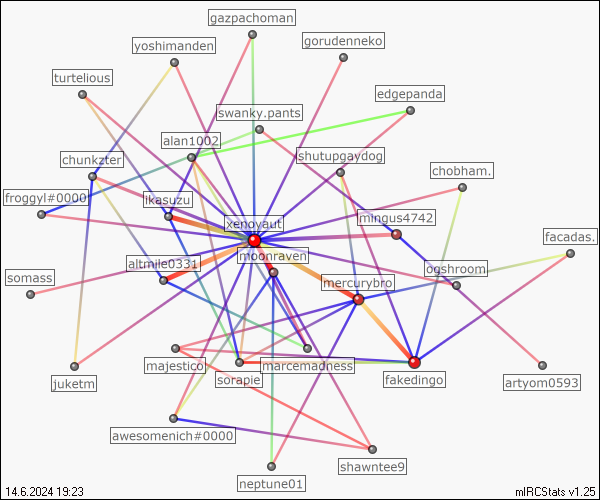 gazpachoman
gorudenneko
yoshimanden
turtelious
edgepanda
swanky.pants
alan1002
shutupgaydog
chunkzter
chobham.
froggyl#0000
ikasuzu
mingus4742
xenoyaut
facadas.
moonraven
altmile0331
ogshroom
somass
mercurybro
majestico
marcemadness
juketm
sorapie
fakedingo
artyom0593
awesomenich#0000
shawntee9
neptune01
14.6.2024 19:23
mIRCStats v1.25